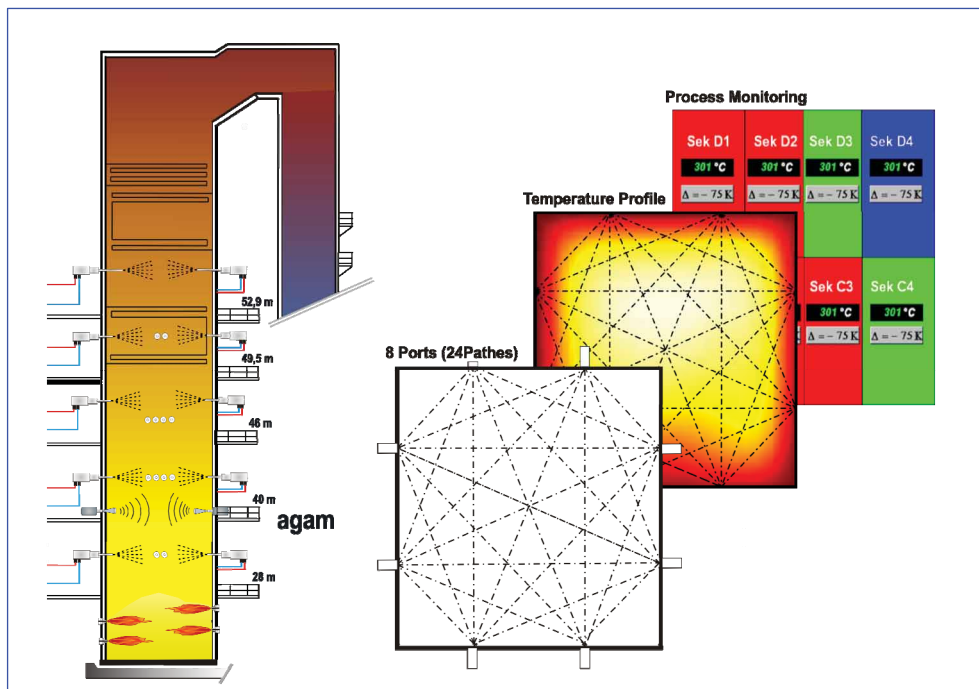 52,9 m
49,5 m
46 m
40 m
28 m
agam
8 Ports (24Pathes)
Temperature Profile
Process Monitoring
Sek D1
Sek D2
Sek D3
Sek D4
301 °C
301 °C
301 °C
301 °C
Δ = − 75 K
Δ = − 75 K
Δ = − 75 K
Δ = − 75 K
Sek C3
Sek C4
301 °C
301 °C
Δ = − 75 K
Δ = − 75 K